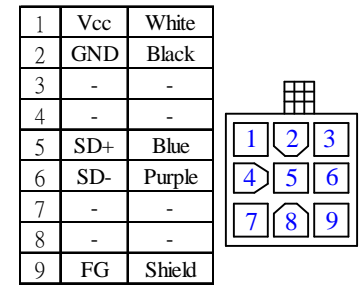 1 Vcc White
2 GND Black
3 - -
4 - -
5 SD+ Blue
6 SD- Purple
7 - -
8 - -
9 FG Shield
1 2 3
4 5 6
7 8 9